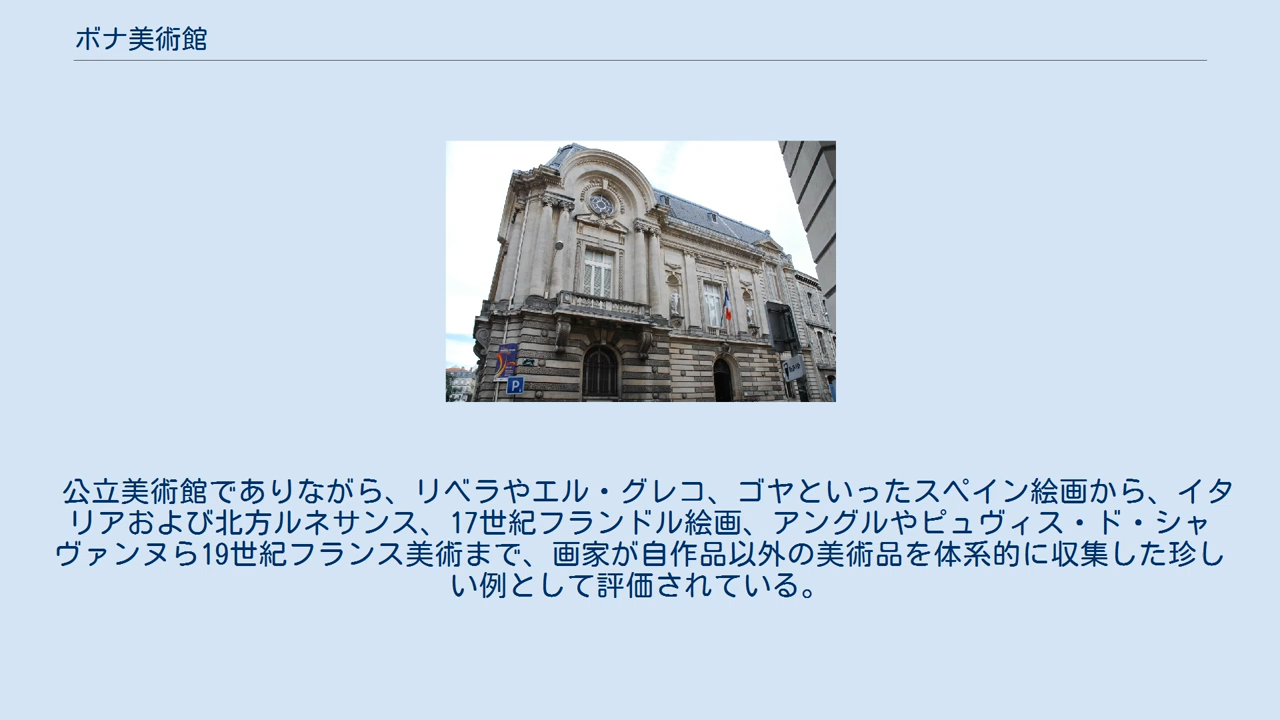 ボナ美術館
P
公立美術館でありながら、リベラやエル・グレコ、ゴヤといったスペイン絵画から、イタ
リアおよび北方ルネサンス、17世紀フランドル絵画、アングルやピュヴィス・ド・シャ
ヴァンヌら19世紀フランス美術まで、画家が自作品以外の美術品を体系的に収集した珍し
い例として評価されている。